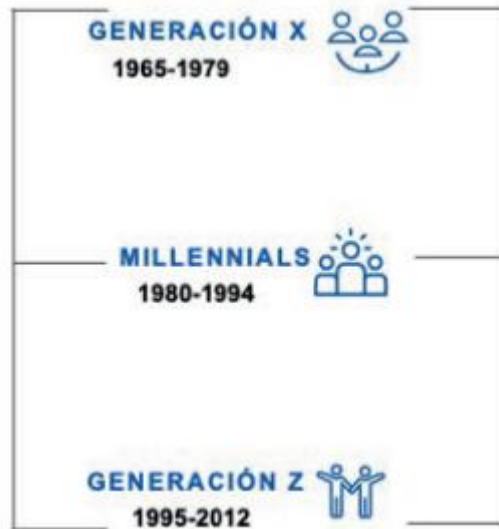 GENERACIÓN X
1965-1979
MILLENNIALS
1980-1994
GENERACIÓN Z
1995-2012